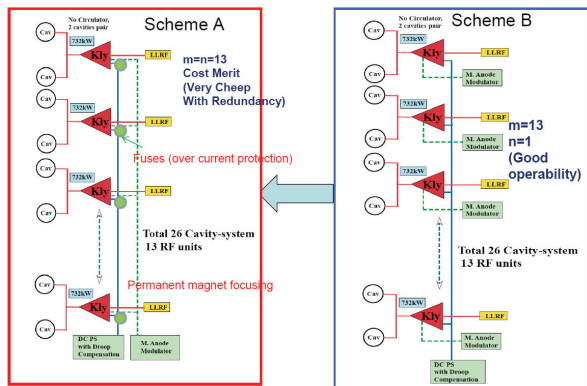 Scheme A
No Circulator,
2 cavities pair
Cav
732kW
Kly
LLRF
Cav
m=n=13
Cost Merit
(Very Cheep
With Redundancy)
Cav
732kW
Kly
LLRF
Cav
Fuses (over current protection)
Cav
732kW
Kly
LLRF
Cav
Total 26 Cavity-system
13 RF units
Permanent magnet focusing
Cav
732kW
Kly
LLRF
Cav
DC PS
with Droop
Compensation
M. Anode
Modulator
Scheme B
No Circulator,
2 cavities pair
Cav
732kW
Kly
LLRF
Cav
M. Anode
Modulator
Cav
732kW
Kly
LLRF
Cav
M. Anode
Modulator
m=13
n=1
(Good
operability)
Cav
732kW
Kly
LLRF
Cav
M. Anode
Modulator
Total 26 Cavity-system
13 RF units
Cav
732kW
Kly
LLRF
Cav
M. Anode
Modulator
DC PS
with Droop
Compensation